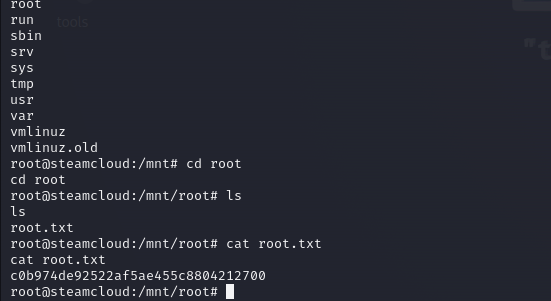 root
run
tools
sbin
srv
sys
tmp
usr
var
vmlinuz
vmlinuz.old
root@steamcloud:/mnt# cd root
cd root
root@steamcloud:/mnt/root# ls
ls
root.txt
root@steamcloud:/mnt/root# cat root.txt
cat root.txt
c0b974de92522af5ae455c8804212700
root@steamcloud:/mnt/root#